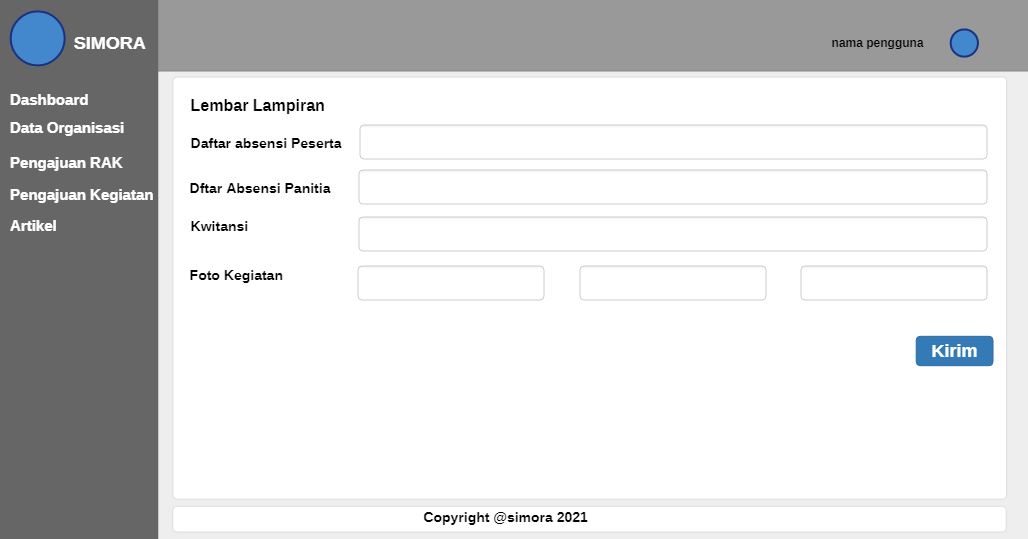 SIMORA
nama pengguna
Dashboard
Data Organisasi
Pengajuan RAK
Pengajuan Kegiatan
Artikel
Lembar Lampiran
Daftar absensi Peserta
Dftar Absensi Panitia
Kwitansi
Foto Kegiatan
Kirim
Copyright @simora 2021